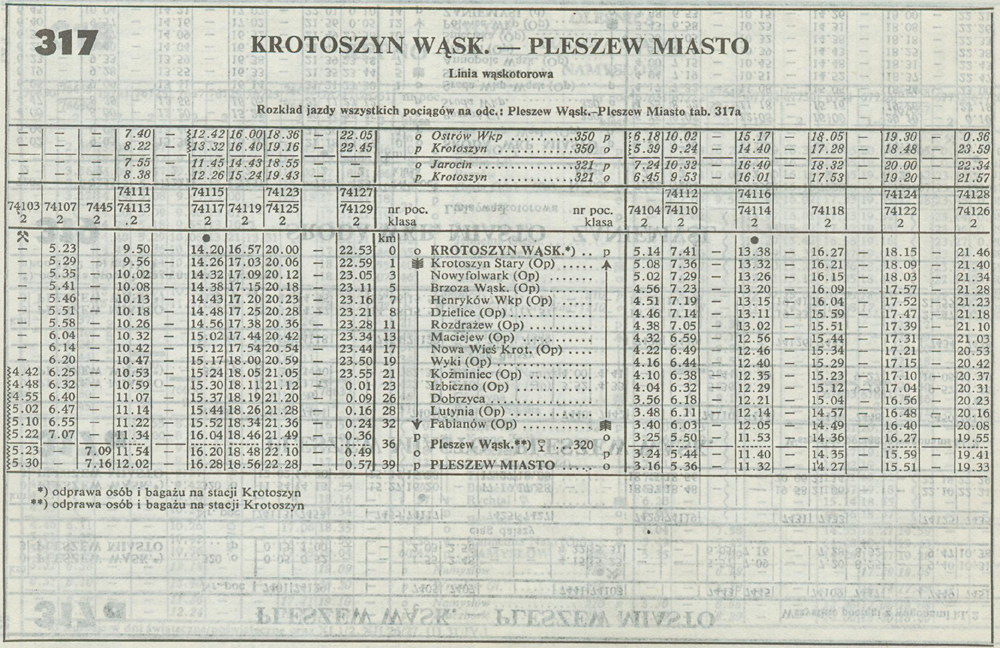 317
KROTOSZYN WĄSK. — PLESZEW MIASTO
Linia wąskotorowa
Rozkład jazdy wszystkich pociągów na odc.: Pleszew Wąsk.-Pleszew Miasto tab. 317a
— — — 7.40 — 12.42 16.00 18.36 — 22.05 o Ostrów Wkp 350 p 6.18 10.02 — 15.17 — 18.05 — 19.30 — 0.36
— — — 8.22 — 13.32 16.40 19.16 — 22.45 p Krotoszyn 350 o 5.39 9.24 — 14.40 — 17.28 — 18.48 — 23.59
— — — 7.55 — 11.45 14.43 18.55 — — o Jarocin 321 p 7.24 10.32 — 16.40 — 18.32 — 20.00 — 22.34
— — — 8.38 — 12.26 15.24 19.43 — — p Krotoszyn 321 o 6.45 9.53 — 16.01 — 17.53 — 19.20 — 21.57
74111 74115 74123 74127 74112 74116 74124 74128
74103 74107 7445 74113 74117 74119 74125 74129 nr poc. nr poc. 74104 74110 74114 74118 74122 74126
2 2 2 2 2 2 2 2 klasa klasa 2 2 2 2 2 2
km
— 5.23 — 9.50 — 14.20 16.57 20.00 — 22.53 0 o KROTOSZYN WĄSK.*) p 5.14 7.41 — 13.38 — 16.27 — 18.15 — 21.46
— 5.29 — 9.56 — 14.26 17.03 20.06 — 22.59 1 Krotoszyn Stary (Op) 5.08 7.36 — 13.32 — 16.21 — 18.09 — 21.40
— 5.35 — 10.02 — 14.32 17.09 20.12 — 23.05 3 Nowyfolwark (Op) 5.02 7.29 — 13.26 — 16.15 — 18.03 — 21.34
— 5.41 — 10.08 — 14.38 17.15 20.18 — 23.11 5 Brzoza Wąsk. (Op) 4.56 7.23 — 13.20 — 16.09 — 17.57 — 21.28
— 5.46 — 10.13 — 14.43 17.20 20.23 — 23.16 7 Henryków Wkp (Op) 4.51 7.19 — 13.15 — 16.04 — 17.52 — 21.23
— 5.51 — 10.18 — 14.48 17.25 20.28 — 23.21 8 Dzielice (Op) 4.46 7.14 — 13.11 — 15.59 — 17.47 — 21.18
— 5.58 — 10.26 — 14.56 17.38 20.36 — 23.28 11 Rozdrażew (Op) 4.38 7.05 — 13.02 — 15.51 — 17.39 — 21.10
— 6.04 — 10.32 — 15.02 17.44 20.42 — 23.34 13 Maciejew (Op) 4.32 6.59 — 12.56 — 15.44 — 17.31 — 21.03
— 6.14 — 10.42 — 15.12 17.54 20.54 — 23.44 17 Nowa Wieś Krot. (Op) 4.22 6.49 — 12.46 — 15.34 — 17.21 — 20.53
— 6.20 — 10.47 — 15.17 18.00 20.59 — 23.50 19 Wyki (Op) 4.16 6.44 — 12.40 — 15.29 — 17.15 — 20.42
4.42 6.25 — 10.53 — 15.24 18.05 21.05 — 23.55 21 Koźminiec (Op) 4.10 6.38 — 12.35 — 15.23 — 17.10 — 20.37
4.48 6.32 — 10.59 — 15.30 18.11 21.12 — 0.01 23 Izbiczno (Op) 4.04 6.32 — 12.29 — 15.12 — 17.04 — 20.31
4.55 6.40 — 11.07 — 15.37 18.19 21.20 — 0.09 26 Dobrzyca 3.56 6.18 — 12.21 — 15.04 — 16.56 — 20.23
5.02 6.47 — 11.14 — 15.44 18.26 21.28 — 0.16 28 Lutynia (Op) 3.48 6.11 — 12.14 — 14.57 — 16.48 — 20.16
5.10 6.55 — 11.22 — 15.52 18.34 21.36 — 0.24 32 Fabianów (Op) 3.40 6.03 — 12.05 — 14.49 — 16.40 — 20.08
5.22 7.07 — 11.34 — 16.04 18.46 21.49 — 0.36 36 p Pleszew Wąsk.**) 320 o 3.25 5.50 — 11.53 — 14.36 — 16.27 — 19.55
5.23 — 7.09 11.54 — 16.20 18.48 22.10 — 0.49 o p 3.24 5.44 — 11.40 — 14.35 — 15.59 — 19.41
5.30 — 7.16 12.02 — 16.28 18.56 22.28 — 0.57 39 p PLESZEW MIASTO o 3.16 5.36 — 11.32 — 14.27 — 15.51 — 19.33
*) odprawa osób i bagażu na stacji Krotoszyn
**) odprawa osób i bagażu na stacji Krotoszyn